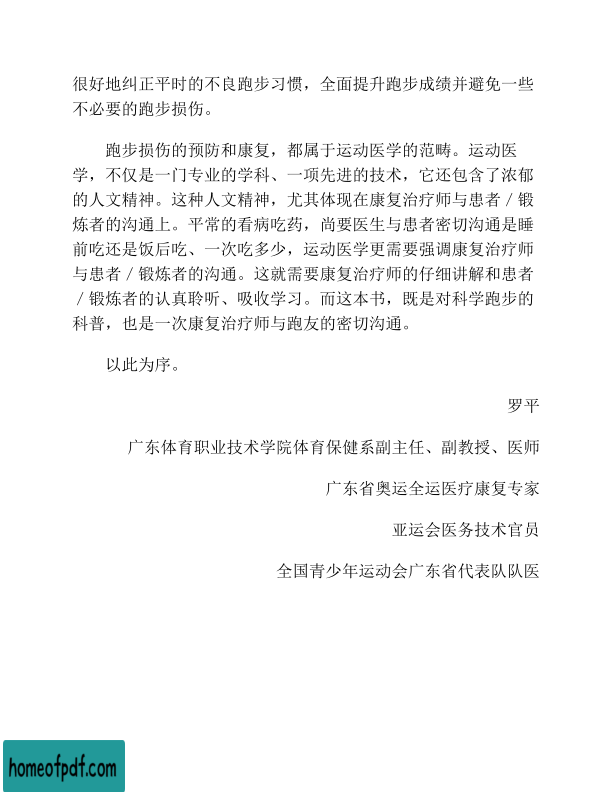 很好地纠正平时的不良跑步习惯，全面提升跑步成绩并避免一些
不必要的跑步损伤。
跑步损伤的预防和康复，都属于运动医学的范畴。运动医
学，不仅是一门专业的学科、一项先进的技术，它还包含了浓郁
的人文精神。这种人文精神，尤其体现在康复治疗师与患者／锻
炼者的沟通上。平常的看病吃药，尚要医生与患者密切沟通是睡
前吃还是饭后吃、一次吃多少，运动医学更需要强调康复治疗师
与患者／锻炼者的沟通。这就需要康复治疗师的仔细讲解和患者
／锻炼者的认真聆听、吸收学习。而这本书，既是对科学跑步的
科普，也是一次康复治疗师与跑友的密切沟通。
以此为序。
罗平
广东体育职业技术学院体育保健系副主任、副教授、医师
广东省奥运全运医疗康复专家
亚运会医务技术官员
全国青少年运动会广东省代表队队医
homeofpdf.com